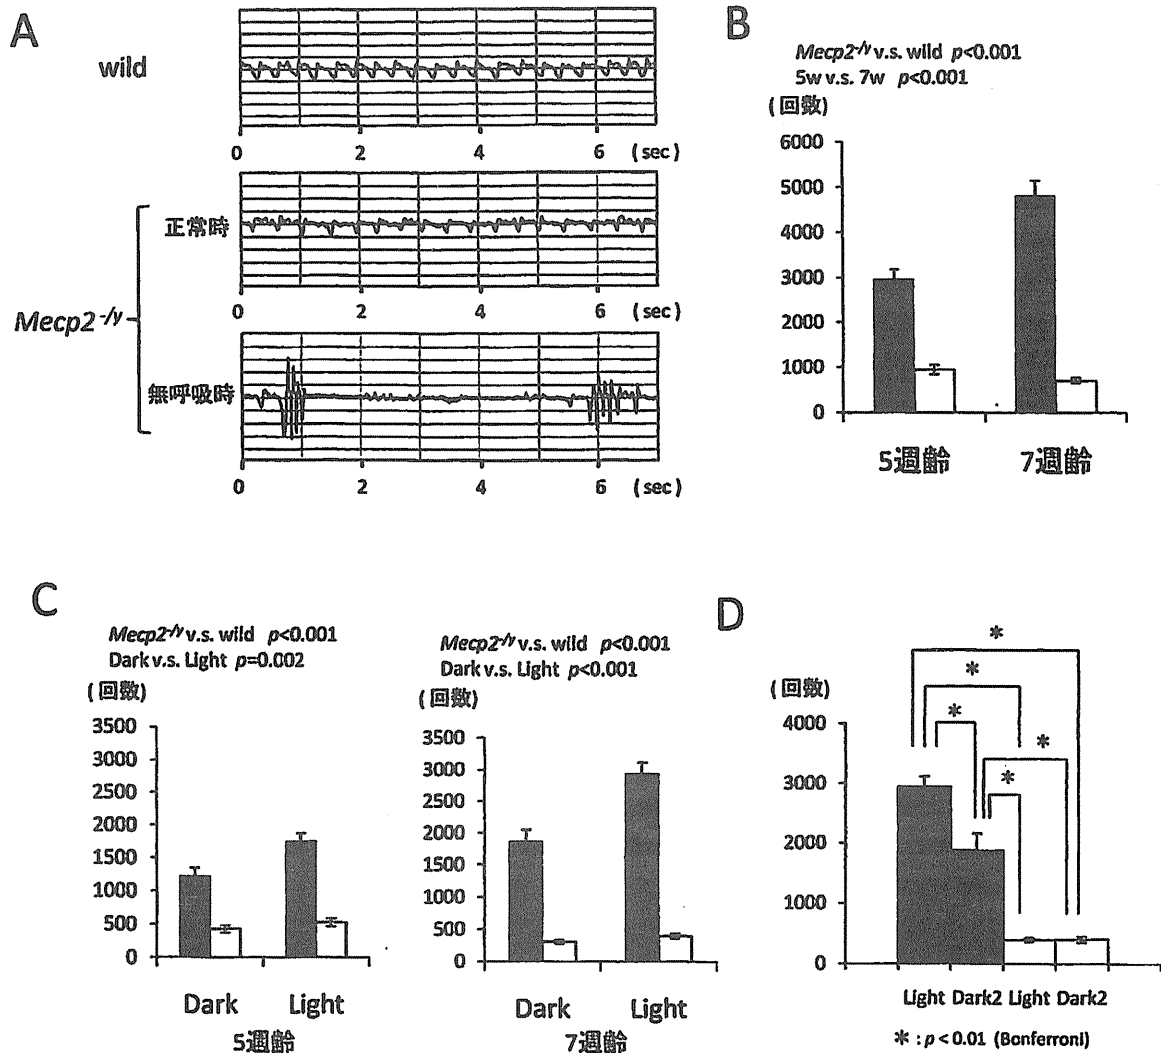 A
wild
0 2 4 6 (sec)
正常時
0 2 4 6 (sec)
Mecp2-/y
無呼吸時
0 2 4 6 (sec)
B
Mecp2-/y v.s. wild p<0.001
5w v.s. 7w p<0.001
(回数)
6000
5000
4000
3000
2000
1000
0
5週齢 7週齢
C
Mecp2-/y v.s. wild p<0.001
Dark v.s. Light p=0.002
(回数)
3500
3000
2500
2000
1500
1000
500
0
Dark Light
5週齢
Mecp2-/y v.s. wild p<0.001
Dark v.s. Light p<0.001
(回数)
3500
3000
2500
2000
1500
1000
500
0
Dark Light
7週齢
D
(回数)
4000
3000
2000
1000
0
*
*
*
*
*
Light Dark2 Light Dark2
* : p < 0.01 (Bonferroni)